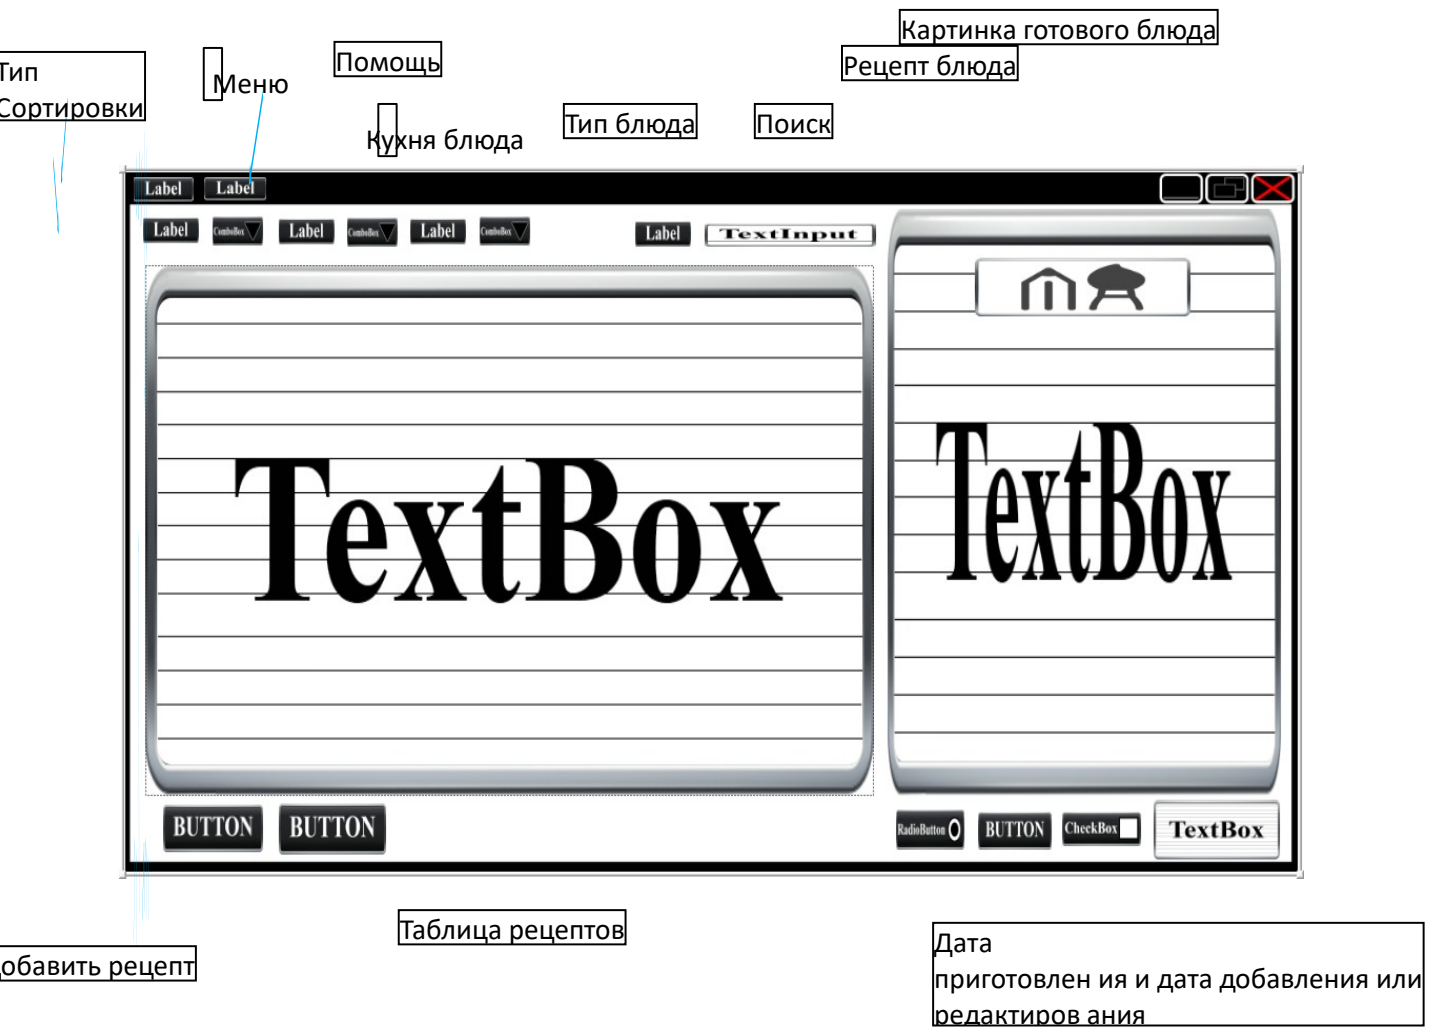 Картинка готового блюда
Помощь
Рецепт блюда
Тип
Сортировки
Меню
Кухня блюда
Тип блюда
Поиск
Label
Label
Label
ComboBox
Label
ComboBox
Label
ComboBox
Label
TextInput
TextBox
TextBox
BUTTON
BUTTON
RadioButton
BUTTON
CheckBox
TextBox
Таблица рецептов
добавить рецепт
Дата
приготовлен ия и дата добавления или
редактиров ания